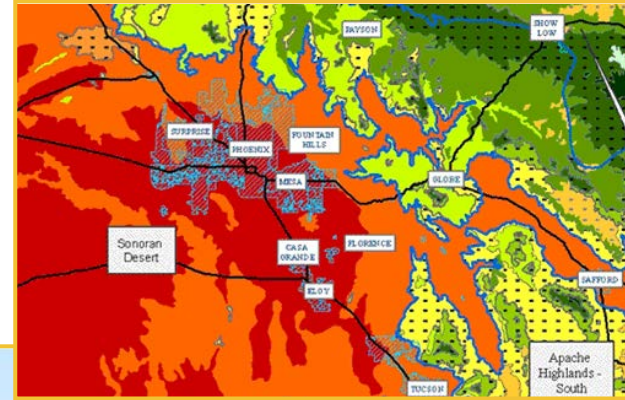 PAYSON
SHOW
LOW
SURPRISE
PHOENIX
FOUNTAIN
HILLS
MESA
GLOBE
Sonoran
Desert
CASA
GRANDE
FLORENCE
ELOY
SAFFORD
Apache
Highlands -
South
TUCSON